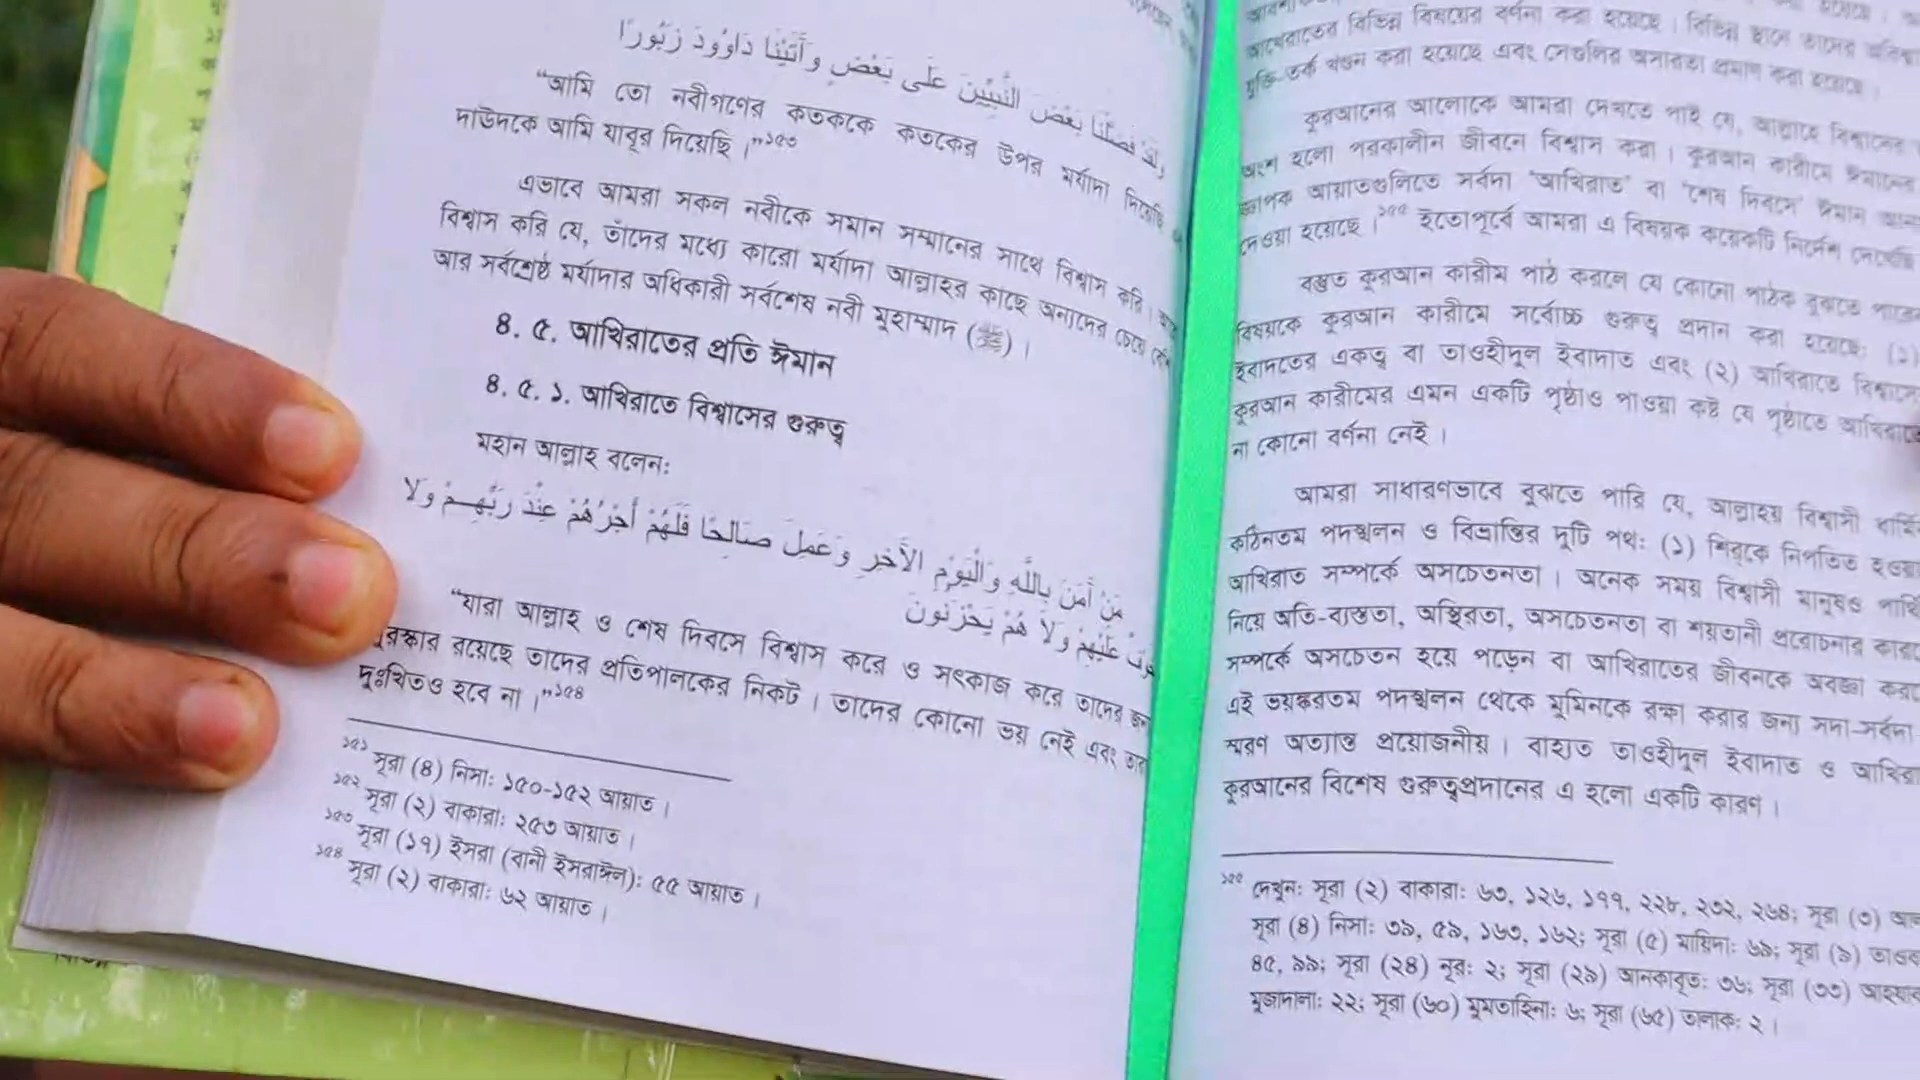 ولقد فضلنا بعض النبيين على بعض وآتينا داوود زبورا
“আমি তো নবীগণের কতককে কতকের উপর মর্যাদা দিয়েছি
দাউদকে আমি যাবূর দিয়েছি।”১৫৩
এভাবে আমরা সকল নবীকে সমান সম্মানের সাথে বিশ্বাস করি।
বিশ্বাস করি যে, তাঁদের মধ্যে কারো মর্যাদা আল্লাহর কাছে অন্যদের চেয়ে
আর সর্বশ্রেষ্ঠ মর্যাদার অধিকারী সর্বশেষ নবী মুহাম্মাদ (ﷺ)।
৪. ৫. আখিরাতের প্রতি ঈমান
৪. ৫. ১. আখিরাতে বিশ্বাসের গুরুত্ব
মহান আল্লাহ বলেন:
مَنْ آمَنَ بِاللَّهِ وَالْيَوْمِ الْآخِرِ وَعَمِلَ صَالِحًا فَلَهُمْ أَجْرُهُمْ عِنْدَ رَبِّهِمْ وَلَا
عَلَيْهِمْ وَلَا هُمْ يَحْزَنُونَ
“যারা আল্লাহ ও শেষ দিবসে বিশ্বাস করে ও সৎকাজ করে তাদের
পুরস্কার রয়েছে তাদের প্রতিপালকের নিকট। তাদের কোনো ভয় নেই এবং
দুঃখিতও হবে না।”১৫৪
১৫১ সূরা (৪) নিসা: ১৫০-১৫২ আয়াত।
১৫২ সূরা (২) বাকারা: ২৫৩ আয়াত।
১৫৩ সূরা (১৭) ইসরা (বানী ইসরাঈল): ৫৫ আয়াত।
১৫৪ সূরা (২) বাকারা: ৬২ আয়াত।
আখেরাতের বিভিন্ন বিষয়ের বর্ণনা করা হয়েছে। বিভিন্ন স্থানে তাদের
যুক্তি-তর্ক খণ্ডন করা হয়েছে এবং সেগুলির অসারতা প্রমাণ করা হয়েছে।
কুরআনের আলোকে আমরা দেখতে পাই যে, আল্লাহে বিশ্বাসের
অংশ হলো পরকালীন জীবনে বিশ্বাস করা। কুরআন কারীমে ঈমানের
জ্ঞাপক আয়াতগুলিতে সর্বদা ‘আখিরাত’ বা ‘শেষ দিবসে’ ঈমান
দেওয়া হয়েছে।১৫৫ ইতোপূর্বে আমরা এ বিষয়ক কয়েকটি নির্দেশ দেখেছি
বস্তুত কুরআন কারীম পাঠ করলে যে কোনো পাঠক বুঝতে পারেন
বিষয়কে কুরআন কারীমে সর্বোচ্চ গুরুত্ব প্রদান করা হয়েছে: (১)
ইবাদতের একত্ব বা তাওহীদুল ইবাদাত এবং (২) আখিরাতে বিশ্বাসের
কুরআন কারীমের এমন একটি পৃষ্ঠাও পাওয়া কষ্ট যে পৃষ্ঠাতে আখিরাতের
না কোনো বর্ণনা নেই।
আমরা সাধারণভাবে বুঝতে পারি যে, আল্লাহয় বিশ্বাসী
কঠিনতম পদস্খলন ও বিভ্রান্তির দুটি পথ: (১) শিরকে নিপতিত হওয়া
আখিরাত সম্পর্কে অসচেতনতা। অনেক সময় বিশ্বাসী মানুষও
নিয়ে অতি-ব্যস্ততা, অস্থিরতা, অসচেতনতা বা শয়তানী প্ররোচনার কারণে
সম্পর্কে অসচেতন হয়ে পড়েন বা আখিরাতের জীবনকে অবজ্ঞা
এই ভয়ঙ্করতম পদস্খলন থেকে মুমিনকে রক্ষা করার জন্য সদা-সর্বদা
স্মরণ অত্যান্ত প্রয়োজনীয়। বাহ্যত তাওহীদুল ইবাদাত ও
কুরআনের বিশেষ গুরুত্বপ্রদানের এ হলো একটি কারণ।
১৫৫ দেখুন: সূরা (২) বাকারা: ৬৩, ১২৬, ১৭৭, ২২৮, ২৩২, ২৬৪; সূরা (৩)
সূরা (৪) নিসা: ৩৯, ৫৯, ১৬৩, ১৬২; সূরা (৫) মায়িদা: ৬৯; সূরা (৯)
৪৫, ৯৯; সূরা (২৪) নূর: ২; সূরা (২৯) আনকাবূত: ৩৬; সূরা (৩৩)
মুজাদালা: ২২; সূরা (৬০) মুমতাহিনা: ৬; সূরা (৬৫) তালাক: ২।